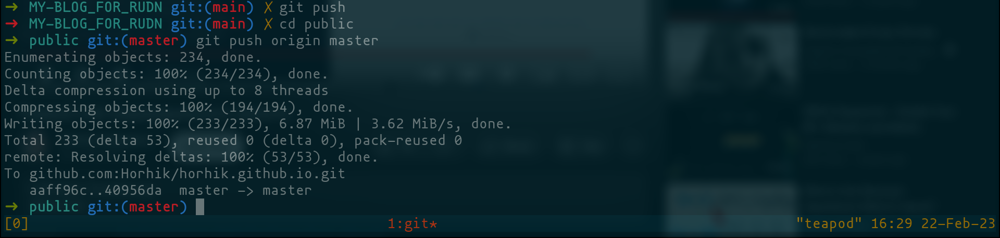 → MY-BLOG_FOR_RUDN git:(main) ✗ git push
→ MY-BLOG_FOR_RUDN git:(main) ✗ cd public
→ public git:(master) git push origin master
Enumerating objects: 234, done.
Counting objects: 100% (234/234), done.
Delta compression using up to 8 threads
Compressing objects: 100% (194/194), done.
Writing objects: 100% (233/233), 6.87 MiB | 3.62 MiB/s, done.
Total 233 (delta 53), reused 0 (delta 0), pack-reused 0
remote: Resolving deltas: 100% (53/53), done.
To github.com:Horhik/horhik.github.io.git
   aaff96c..40956da  master -> master
→ public git:(master)
[0] 1:git* "teapod" 16:29 22-Feb-23